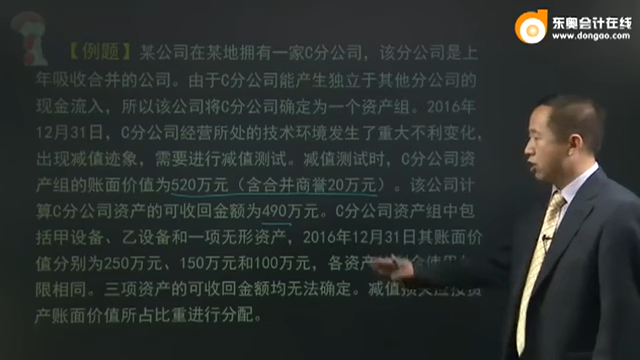 东奥会计在线
www.dongao.com
【例题】某公司在某地拥有一家C分公司，该分公司是上
年吸收合并的公司。由于C分公司能产生独立于其他分公司的
现金流入，所以该公司将C分公司确定为一个资产组。2016年
12月31日，C分公司经营所处的技术环境发生了重大不利变化，
出现减值迹象，需要进行减值测试。减值测试时，C分公司资
产组的账面价值为520万元（含合并商誉20万元）。该公司计
算C分公司资产的可收回金额为490万元。C分公司资产组中包
括甲设备、乙设备和一项无形资产，2016年12月31日其账面价
值分别为250万元、150万元和100万元，各资产
限相同。三项资产的可收回金额均无法确定。减值
产账面价值所占比重进行分配。